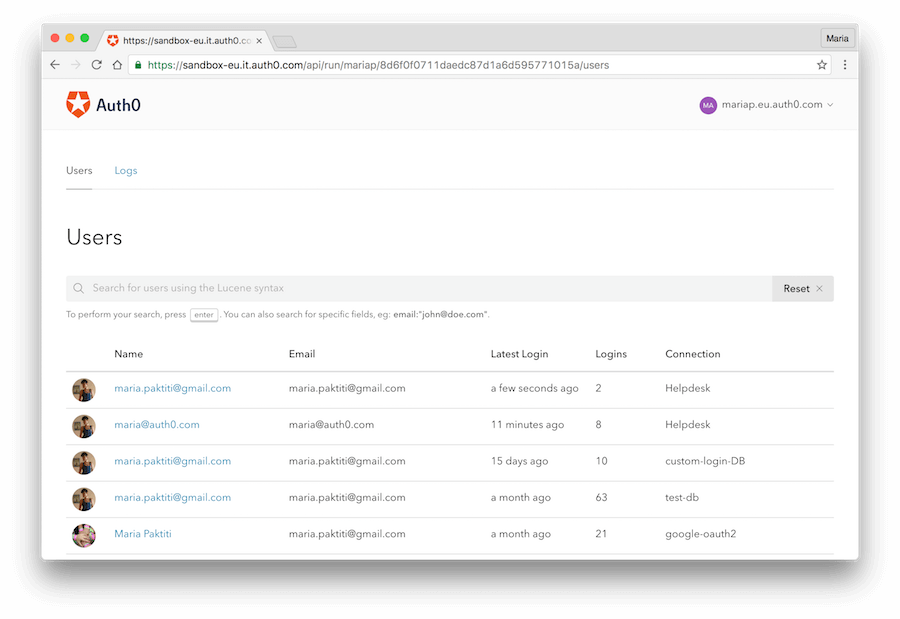 https://sandbox-eu.it.auth0.co
Maria
https://sandbox-eu.it.auth0.com/api/run/mariap/8d6f0f0711daedc87d1a6d595771015a/users
Auth0
MA mariap.eu.auth0.com
Users Logs
Users
Search for users using the Lucene syntax Reset
To perform your search, press enter . You can also search for specific fields, eg: email:"john@doe.com".
Name Email Latest Login Logins Connection
maria.paktiti@gmail.com maria.paktiti@gmail.com a few seconds ago 2 Helpdesk
maria@auth0.com maria@auth0.com 11 minutes ago 8 Helpdesk
maria.paktiti@gmail.com maria.paktiti@gmail.com 15 days ago 10 custom-login-DB
maria.paktiti@gmail.com maria.paktiti@gmail.com a month ago 63 test-db
Maria Paktiti maria.paktiti@gmail.com a month ago 21 google-oauth2